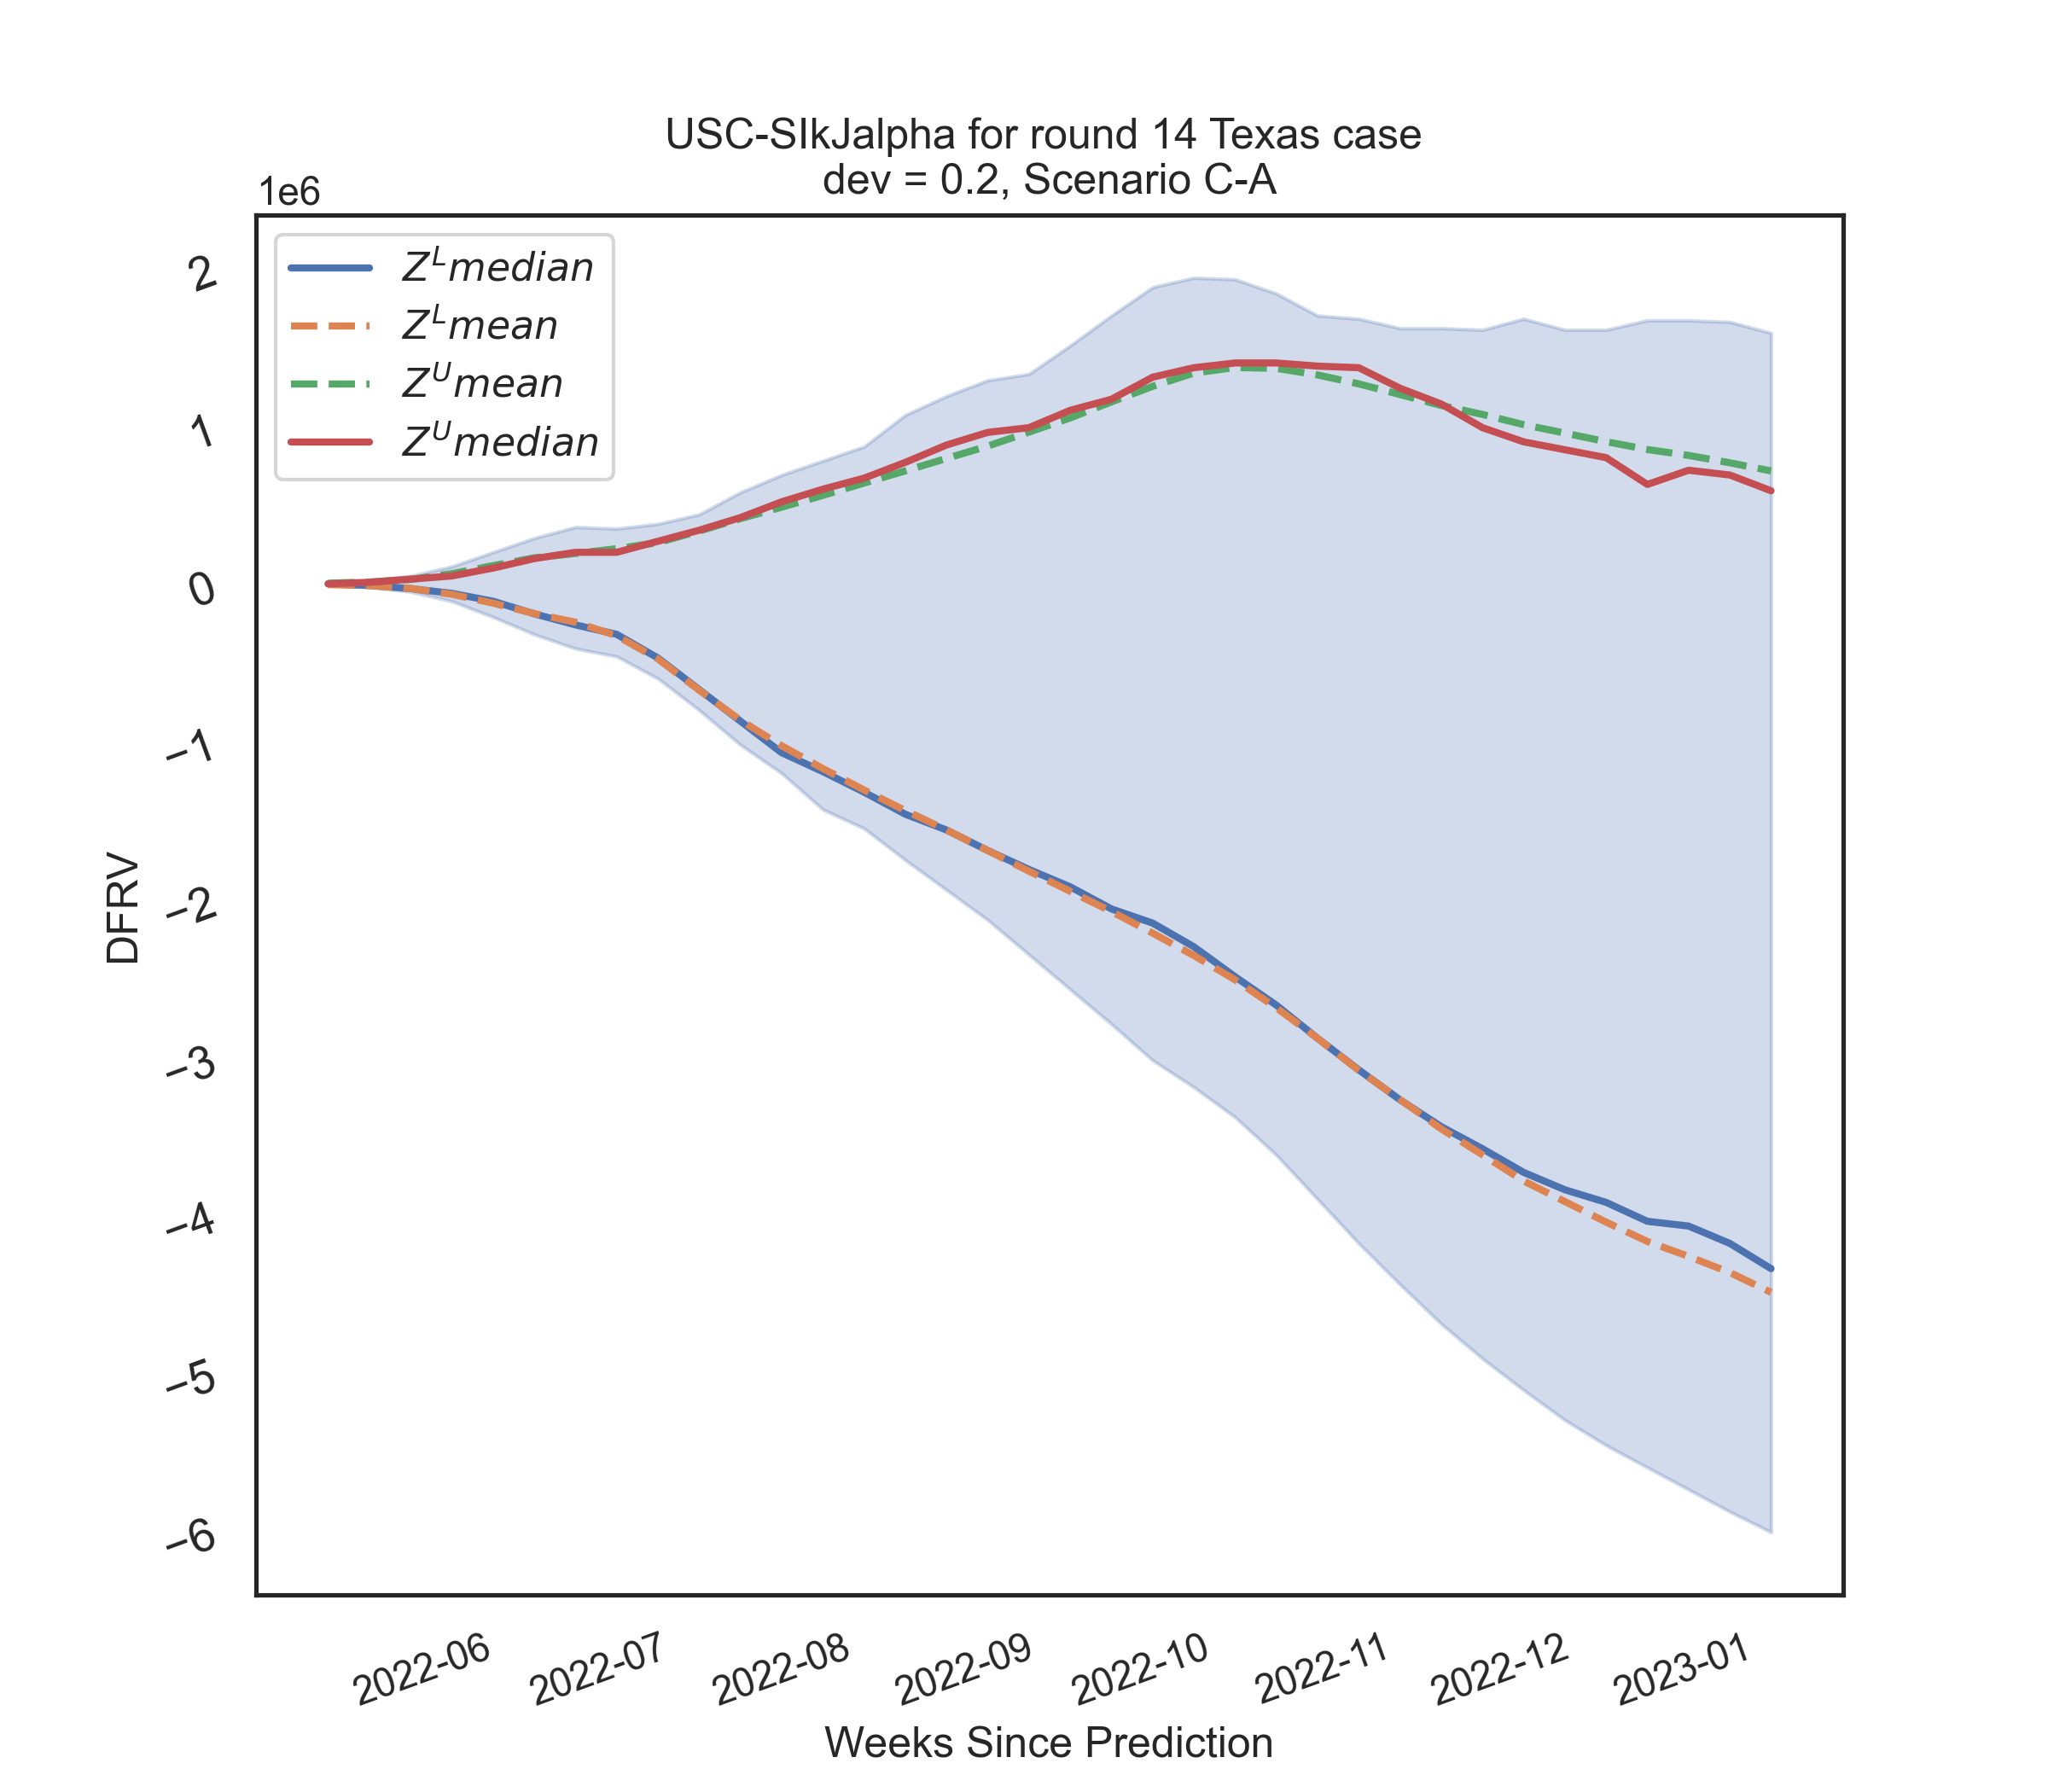 USC-SIkJalpha for round 14 Texas case
dev = 0.2, Scenario C-A
1e6
Z^L median
Z^L mean
Z^U mean
Z^U median
2
1
0
−1
−2
−3
−4
−5
−6
DFRV
2022-06
2022-07
2022-08
2022-09
2022-10
2022-11
2022-12
2023-01
Weeks Since Prediction